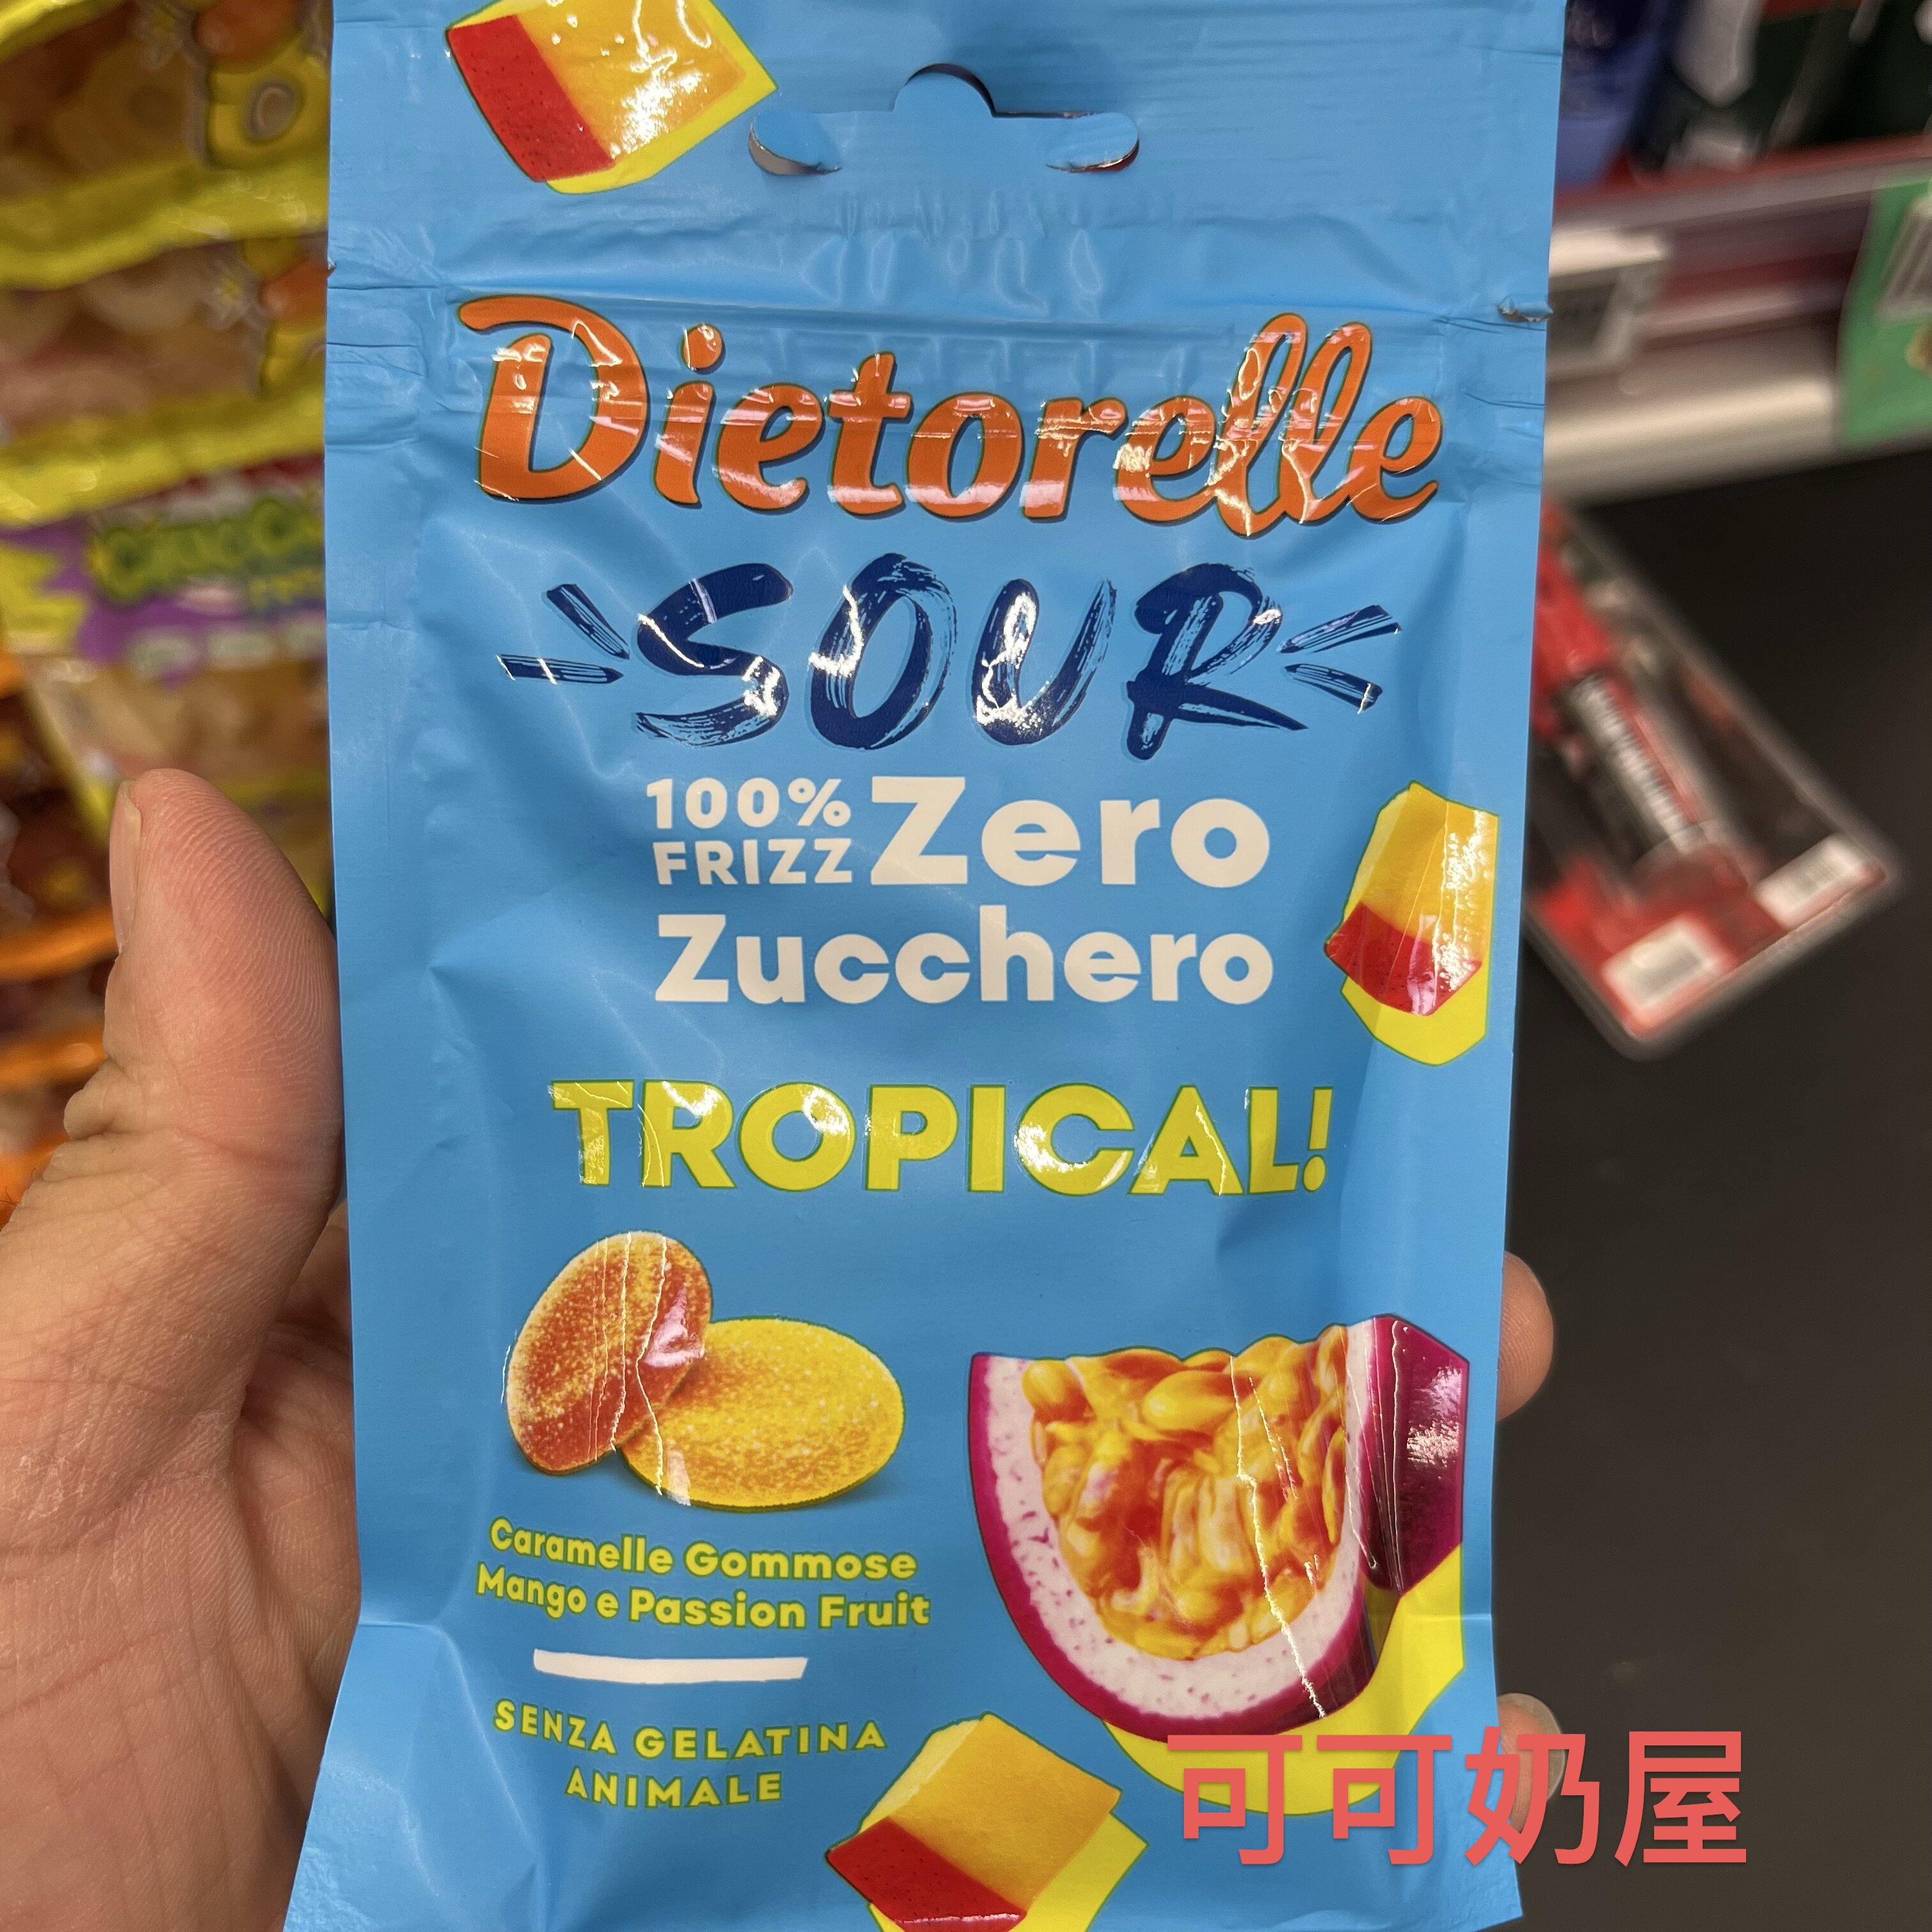 Dietorelle
SOUR
100%
FRIZZ Zero
Zucchero
TROPICAL!
Caramelle Gommose
Mango e Passion Fruit
SENZA GELATINA
ANIMALE
可可奶屋